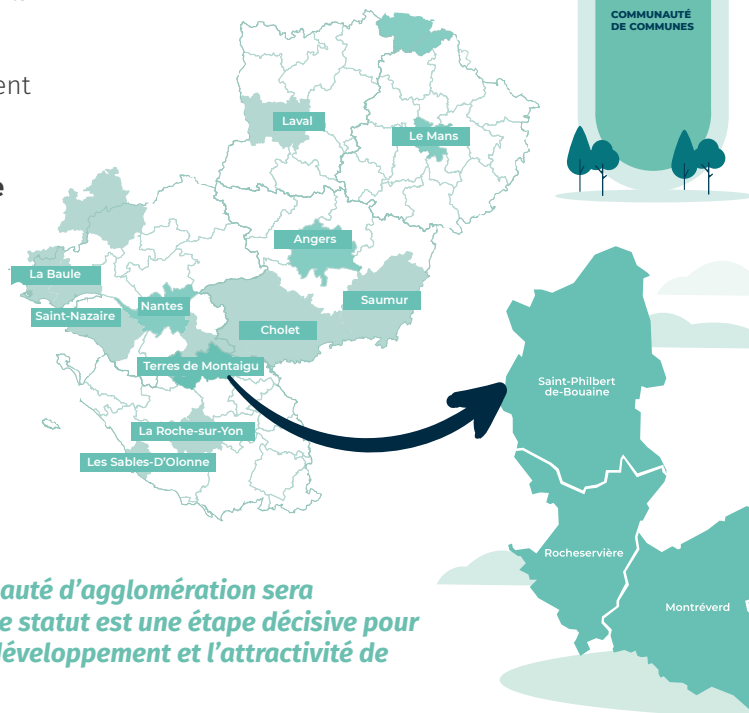 ent
e
COMMUNAUTÉ
DE COMMUNES
Laval
Le Mans
Angers
La Baule
Saumur
Nantes
Saint-Nazaire
Cholet
Terres de Montaigu
La Roche-sur-Yon
Les Sables-D'Olonne
Saint-Philbert
de-Bouaine
Rocheservière
Montréverd
auté d’agglomération sera
e statut est une étape décisive pour
développement et l’attractivité de